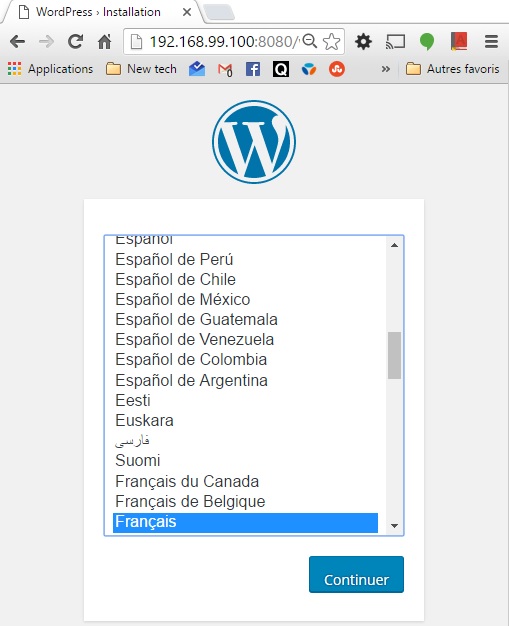 WordPress › Installation
192.168.99.100:8080/
Applications New tech Autres favoris
Español
Español de Perú
Español de Chile
Español de México
Español de Guatemala
Español de Venezuela
Español de Colombia
Español de Argentina
Eesti
Euskara
فارسی
Suomi
Français du Canada
Français de Belgique
Français
Continuer